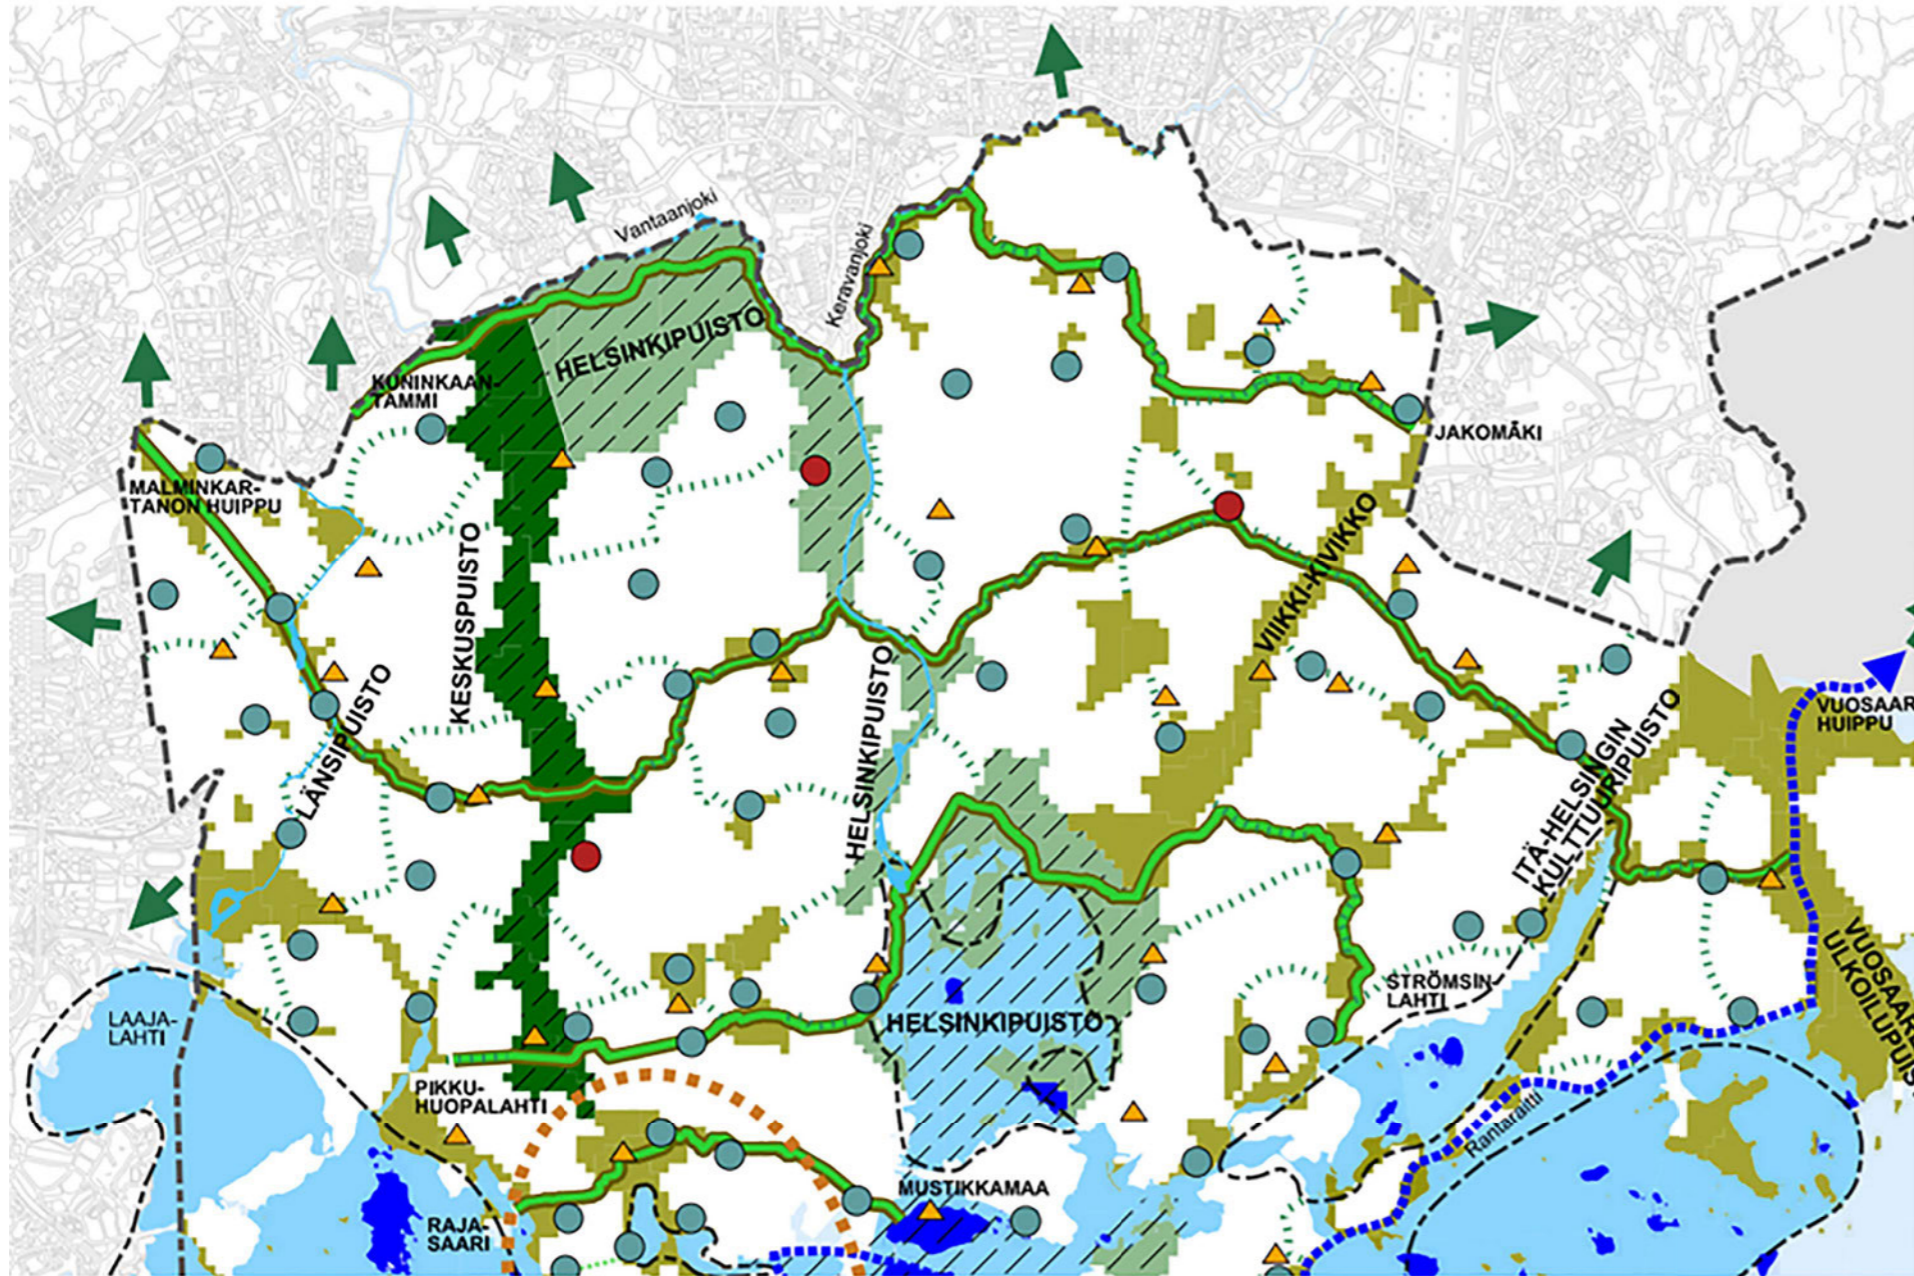 Vantaanjoki
Keravanjoki
HELSINKIPUISTO
KUNINKAAN-
TAMMI
JAKOMÄKI
MALMINKAR-
TANON HUIPPU
KESKUSPUISTO
VIIKKI-KIVIKKO
LÄNSIPUISTO
HELSINKIPUISTO
ITÄ-HELSINGIN
KULTTUURIPUISTO
VUOSAAR
HUIPPU
VUOSAARE
ULKOILUPUIS
STRÖMSIN-
LAHTI
LAAJA-
LAHTI
HELSINKIPUISTO
PIKKU-
HUOPALAHTI
Rantaraitti
MUSTIKKAMAA
RAJA-
SAARI